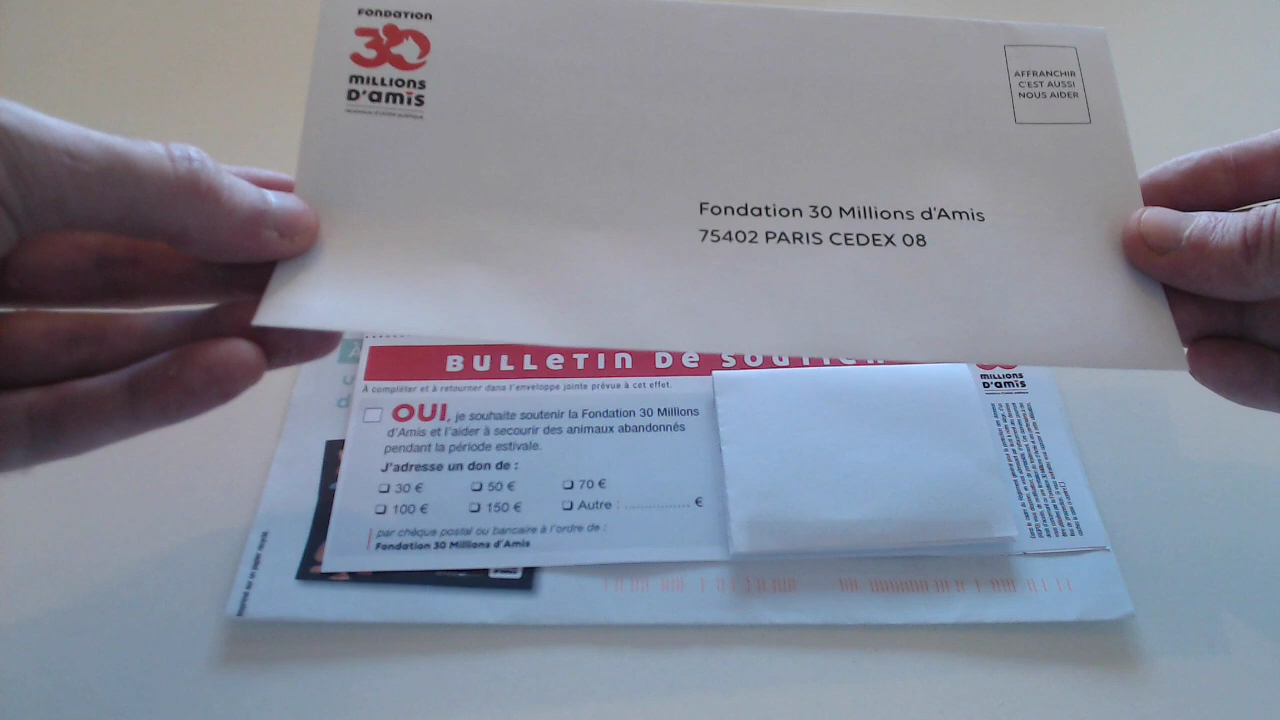 FONDATION
30
MILLIONS
D'AMIS
AFFRANCHIR
C'EST AUSSI
NOUS AIDER
Fondation 30 Millions d'Amis
75402 PARIS CEDEX 08
BULLETIN DE SOUTIEN
MILLIONS
D'AMIS
À compléter et à retourner dans l'enveloppe jointe prévue à cet effet.
OUI, je souhaite soutenir la Fondation 30 Millions
d'Amis et l'aider à secourir des animaux abandonnés
pendant la période estivale.
J'adresse un don de :
❏ 30 € ❏ 50 € ❏ 70 €
❏ 100 € ❏ 150 € ❏ Autre : ................ €
par chèque postal ou bancaire à l'ordre de :
Fondation 30 Millions d'Amis